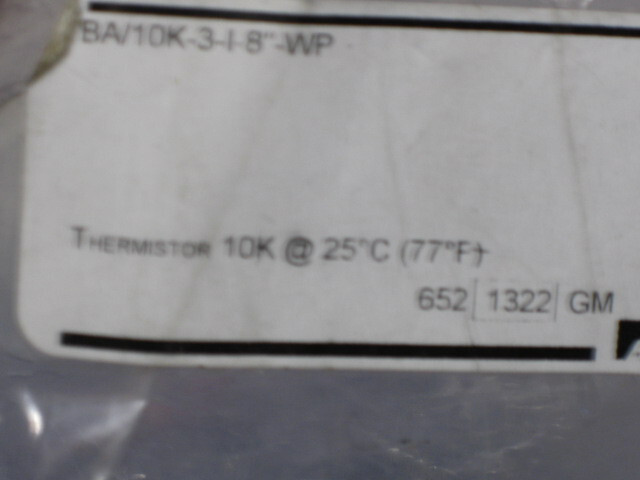 BA/10K-3-I-8"-WP
THERMISTOR 10K @ 25°C (77°F)
652 1322 GM